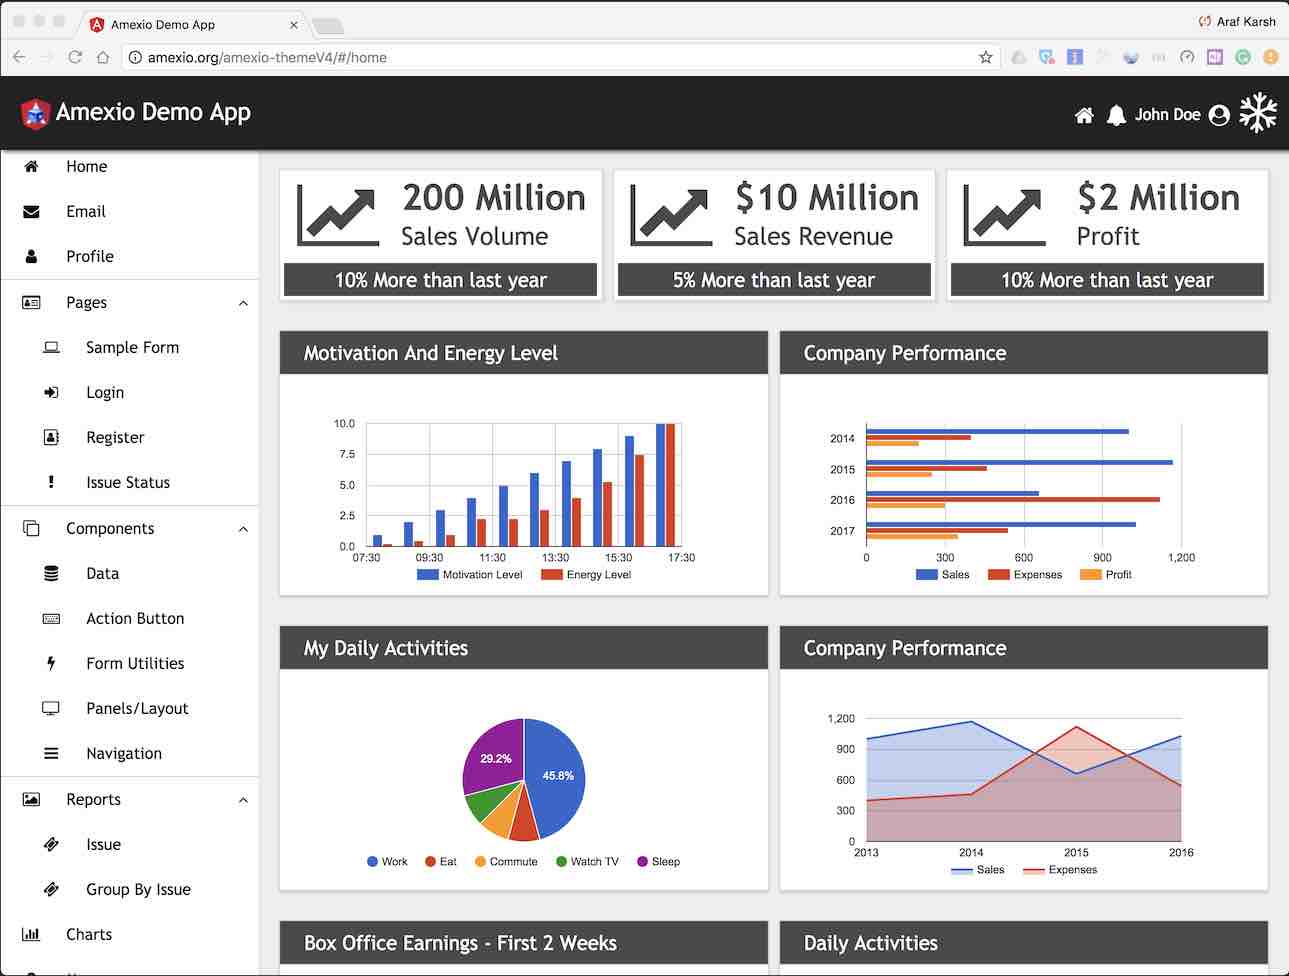 Amexio Demo App
Araf Karsh
amexio.org/amexio-themeV4/#/home
Amexio Demo App
John Doe
Home
Email
Profile
Pages
Sample Form
Login
Register
Issue Status
Components
Data
Action Button
Form Utilities
Panels/Layout
Navigation
Reports
Issue
Group By Issue
Charts
200 Million
Sales Volume
10% More than last year
$10 Million
Sales Revenue
5% More than last year
$2 Million
Profit
10% More than last year
Motivation And Energy Level
10.0
7.5
5.0
2.5
0.0
07:30 09:30 11:30 13:30 15:30 17:30
Motivation Level Energy Level
Company Performance
2014
2015
2016
2017
0 300 600 900 1,200
Sales Expenses Profit
My Daily Activities
29.2%
45.8%
Work Eat Commute Watch TV Sleep
Company Performance
1,200
900
600
300
0
2013 2014 2015 2016
Sales Expenses
Box Office Earnings - First 2 Weeks
Daily Activities